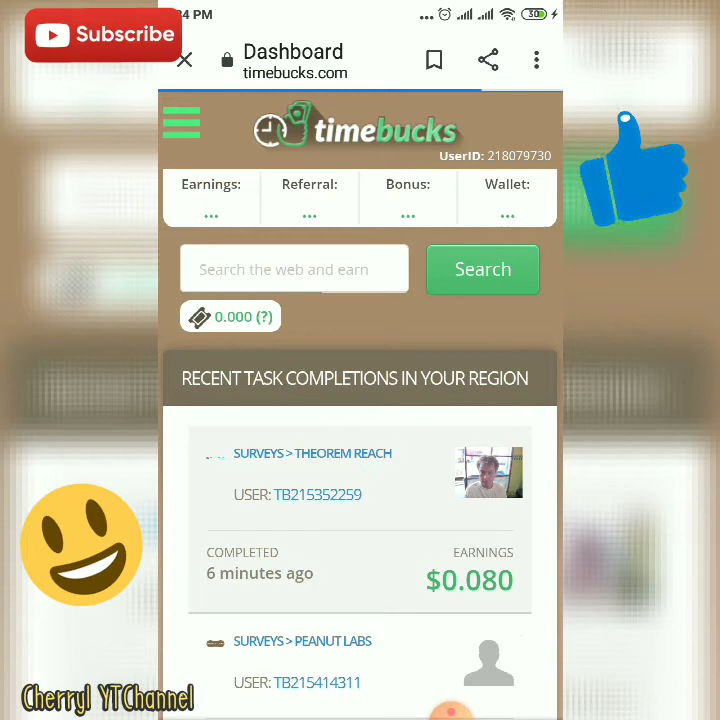 Subscribe
:34 PM
30
Dashboard
timebucks.com
timebucks
UserID: 218079730
Earnings: Referral: Bonus: Wallet:
... ... ... ...
Search the web and earn Search
0.000 (?)
RECENT TASK COMPLETIONS IN YOUR REGION
SURVEYS > THEOREM REACH
USER: TB215352259
COMPLETED EARNINGS
6 minutes ago $0.080
SURVEYS > PEANUT LABS
USER: TB215414311
Cherryl YTChannel